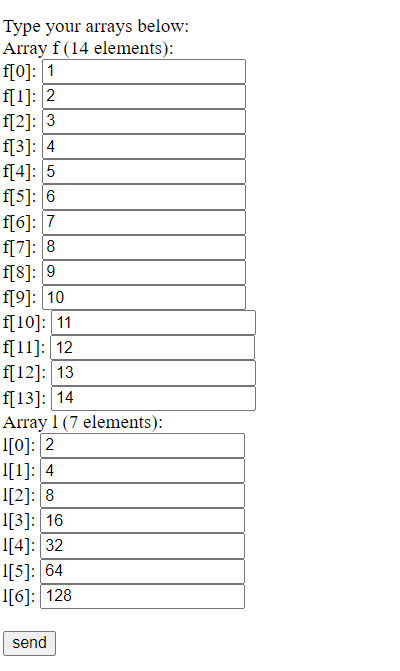 Type your arrays below:
Array f (14 elements):
f[0]: 1
f[1]: 2
f[2]: 3
f[3]: 4
f[4]: 5
f[5]: 6
f[6]: 7
f[7]: 8
f[8]: 9
f[9]: 10
f[10]: 11
f[11]: 12
f[12]: 13
f[13]: 14
Array l (7 elements):
l[0]: 2
l[1]: 4
l[2]: 8
l[3]: 16
l[4]: 32
l[5]: 64
l[6]: 128
send